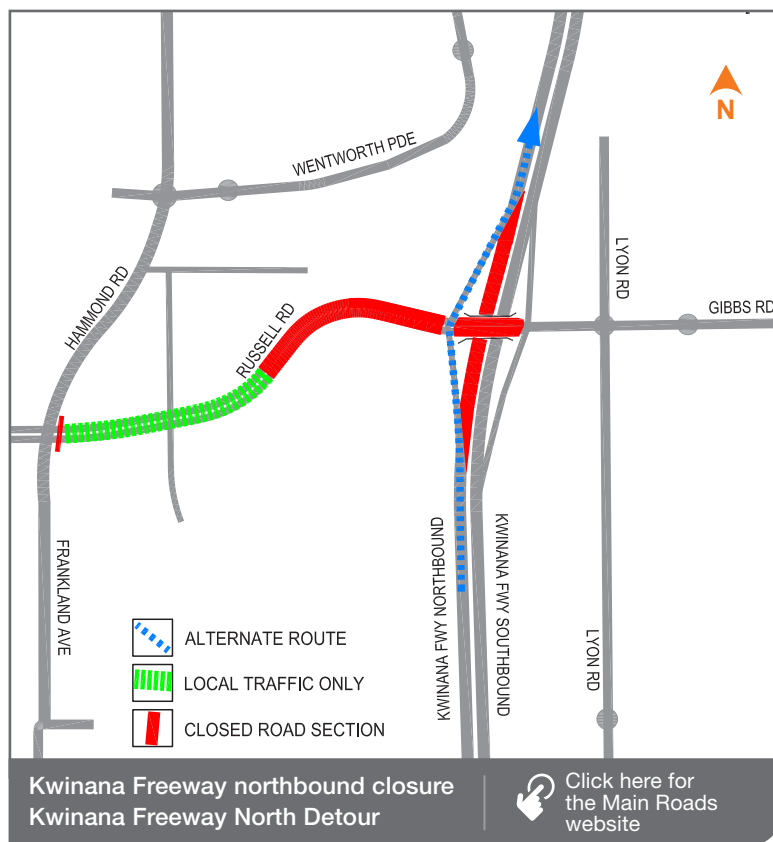 N
WENTWORTH PDE
HAMMOND RD
RUSSELL RD
LYON RD
GIBBS RD
FRANKLAND AVE
KWINANA FWY NORTHBOUND
KWINANA FWY SOUTHBOUND
LYON RD
ALTERNATE ROUTE
LOCAL TRAFFIC ONLY
CLOSED ROAD SECTION
Kwinana Freeway northbound closure
Kwinana Freeway North Detour
Click here for
the Main Roads
website